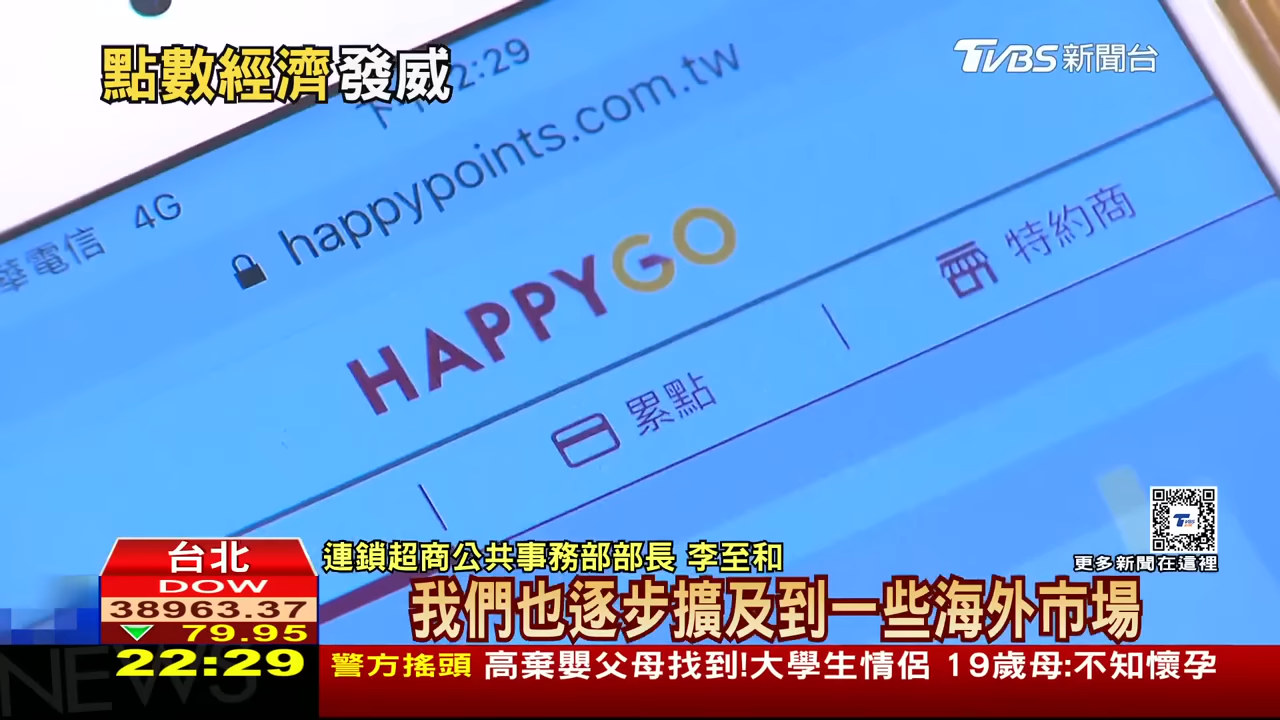 點數經濟發威
TVBS新聞台
2:29
華電信 4G
happypoints.com.tw
HAPPYGO
累點
特約商
更多新聞在這裡
台北
DOW
38963.37
79.95
22:29
連鎖超商公共事務部部長 李至和
我們也逐步擴及到一些海外市場
警方搖頭 高棄嬰父母找到!大學生情侶 19歲母:不知懷孕
NEWS